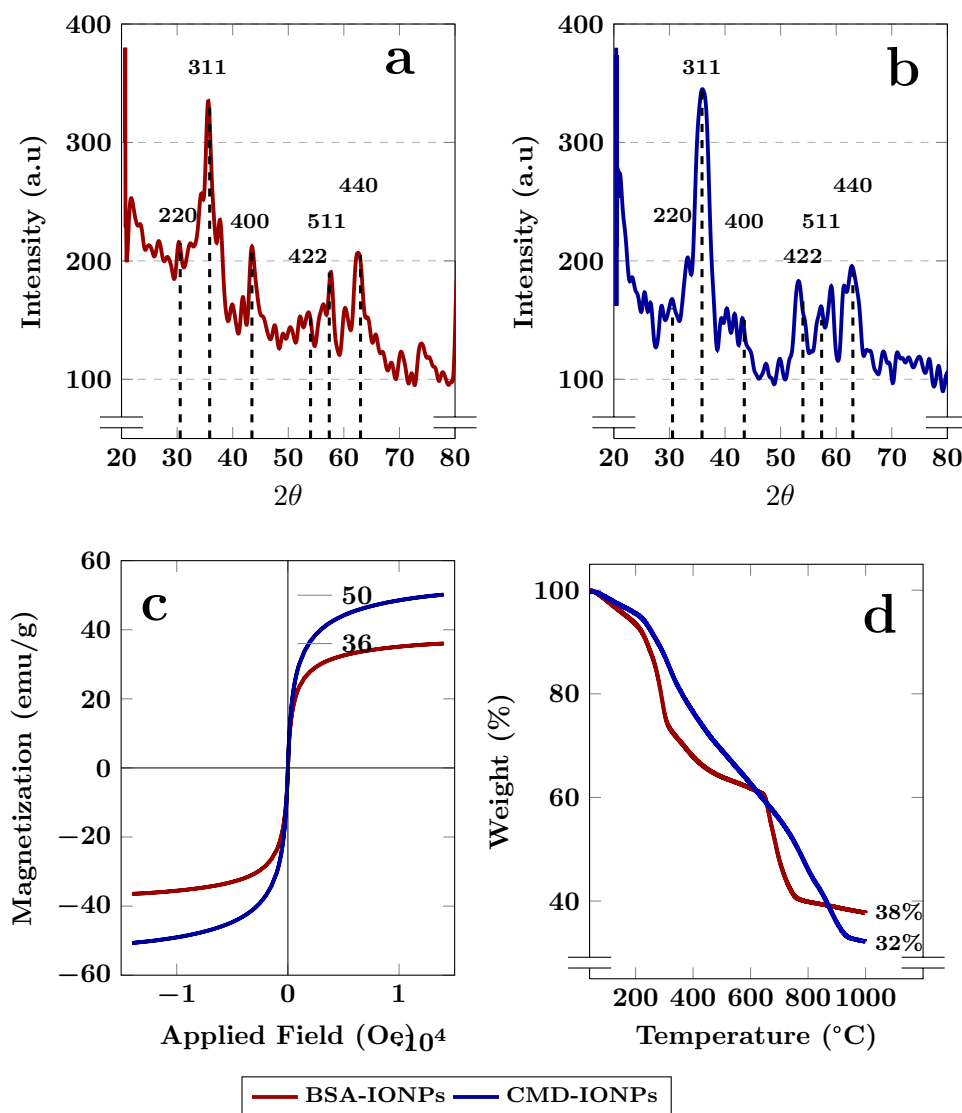 400
300
200
100
Intensity (a.u)
a
311
220
400
511
422
440
20 30 40 50 60 70 80
2θ
400
300
200
100
Intensity (a.u)
b
311
220
400
511
422
440
20 30 40 50 60 70 80
2θ
60
40
20
0
−20
−40
−60
Magnetization (emu/g)
c
50
36
−1 0 1
Applied Field (Oe)
10⁴
100
80
60
40
Weight (%)
d
38%
32%
200 400 600 800 1000
Temperature (°C)
BSA-IONPs CMD-IONPs